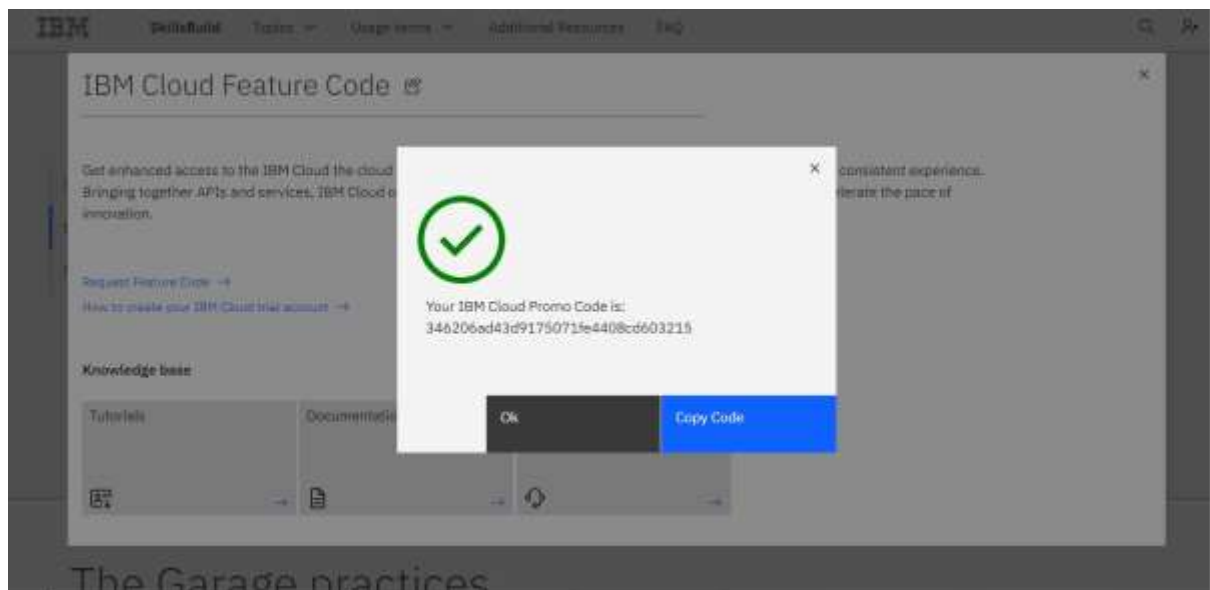 IBM SkillsBuild Topics Usage terms Additional Resources FAQ
IBM Cloud Feature Code
Get enhanced access to the IBM Cloud the cloud consistent experience.
Bringing together APIs and services, IBM Cloud the pace of
innovation.
Request Feature Code →
How to create your IBM Cloud trial account →
Your IBM Cloud Promo Code is:
346206ad43d9175071fe4408cd603215
Knowledge base
Tutorials
Ok
Copy Code
The Garage practices